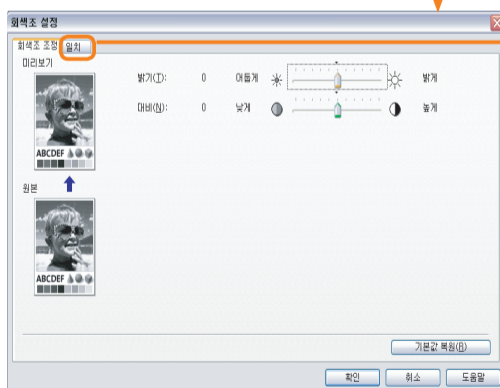 회색조 설정
회색조 조정 일치
미리보기
밝기(T): 0 어둡게 밝게
대비(N): 0 낮게 높게
ABCDEF
원본
ABCDEF
기본값 복원(R)
확인 취소 도움말